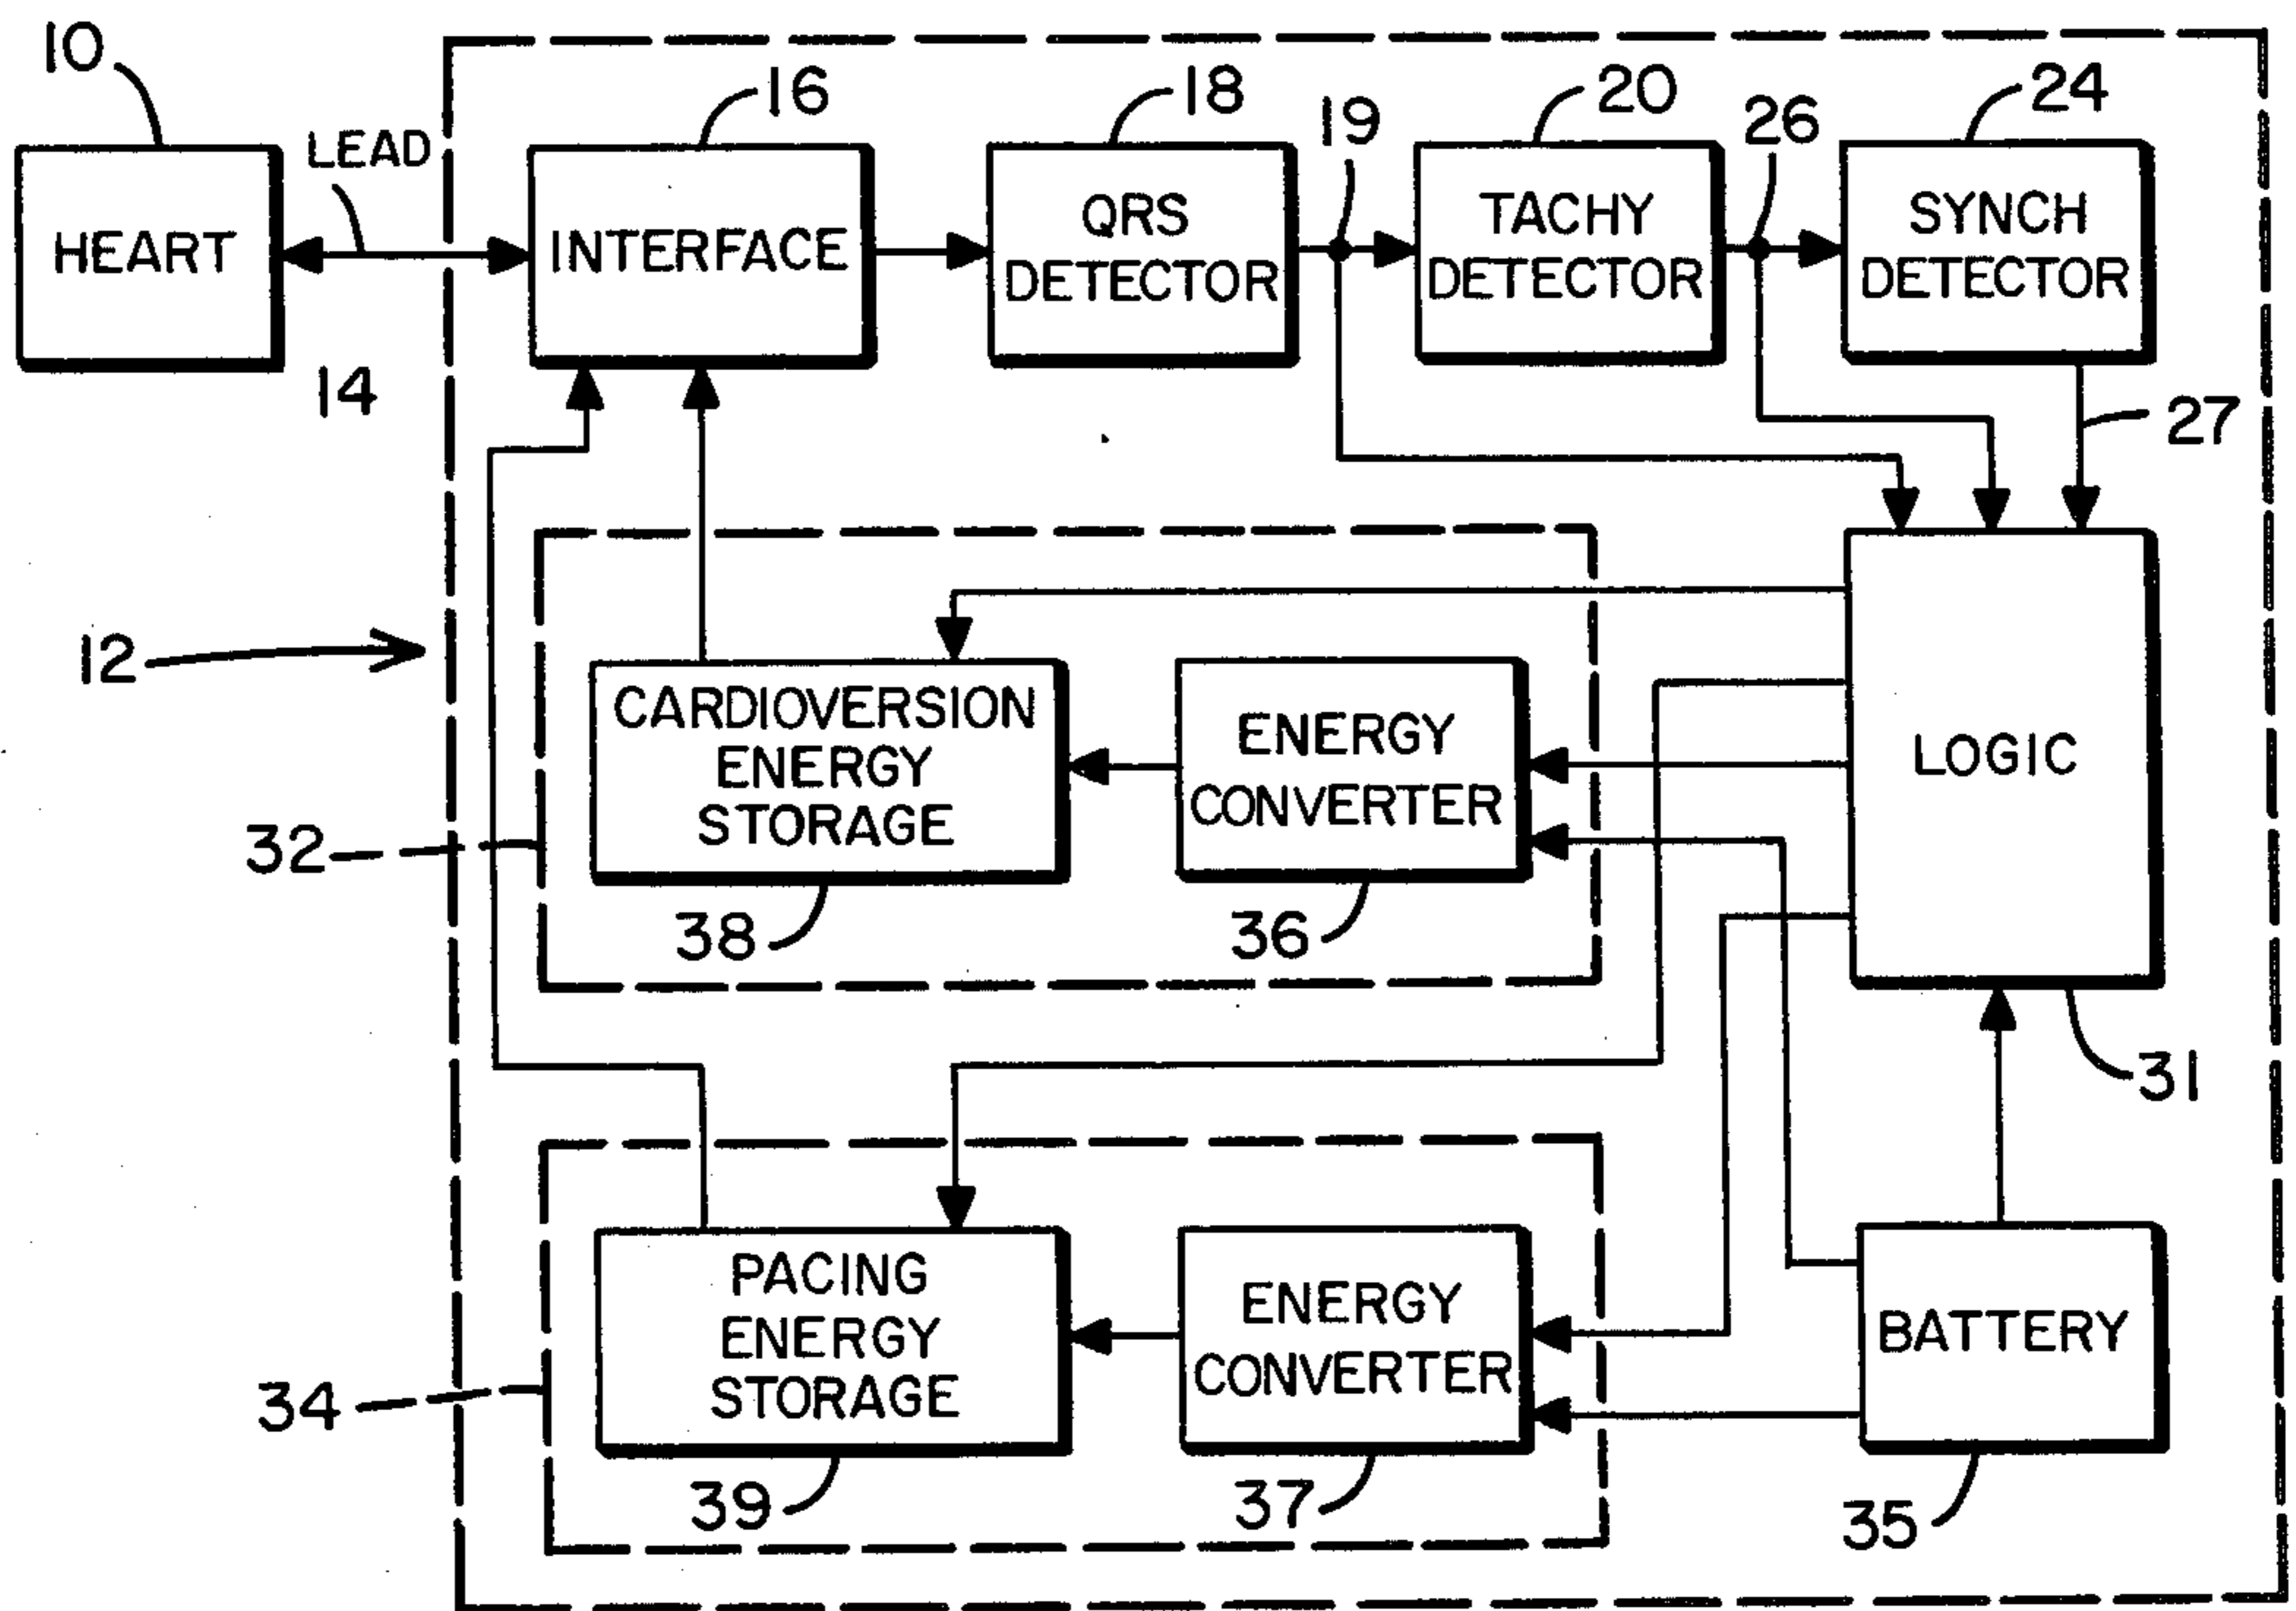 10
LEAD
16
18
19
20
26
24
HEART
INTERFACE
QRS
DETECTOR
TACHY
DETECTOR
SYNCH
DETECTOR
14
27
12
CARDIOVERSION
ENERGY
STORAGE
ENERGY
CONVERTER
LOGIC
32
38
36
31
PACING
ENERGY
STORAGE
ENERGY
CONVERTER
BATTERY
34
39
37
35